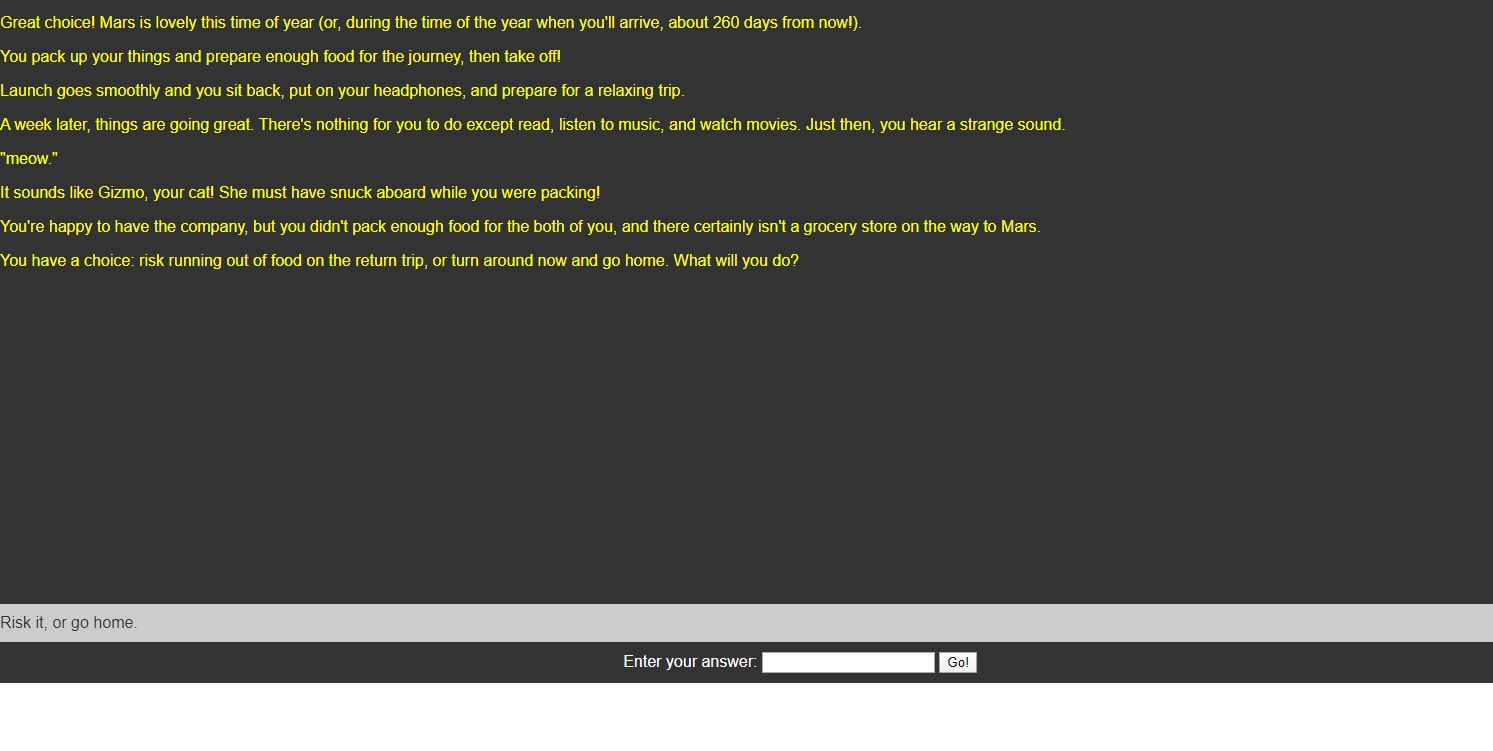 Great choice! Mars is lovely this time of year (or, during the time of the year when you'll arrive, about 260 days from now!).
You pack up your things and prepare enough food for the journey, then take off!
Launch goes smoothly and you sit back, put on your headphones, and prepare for a relaxing trip.
A week later, things are going great. There's nothing for you to do except read, listen to music, and watch movies. Just then, you hear a strange sound.
"meow."
It sounds like Gizmo, your cat! She must have snuck aboard while you were packing!
You're happy to have the company, but you didn't pack enough food for the both of you, and there certainly isn't a grocery store on the way to Mars.
You have a choice: risk running out of food on the return trip, or turn around now and go home. What will you do?
Risk it, or go home.
Enter your answer: Go!